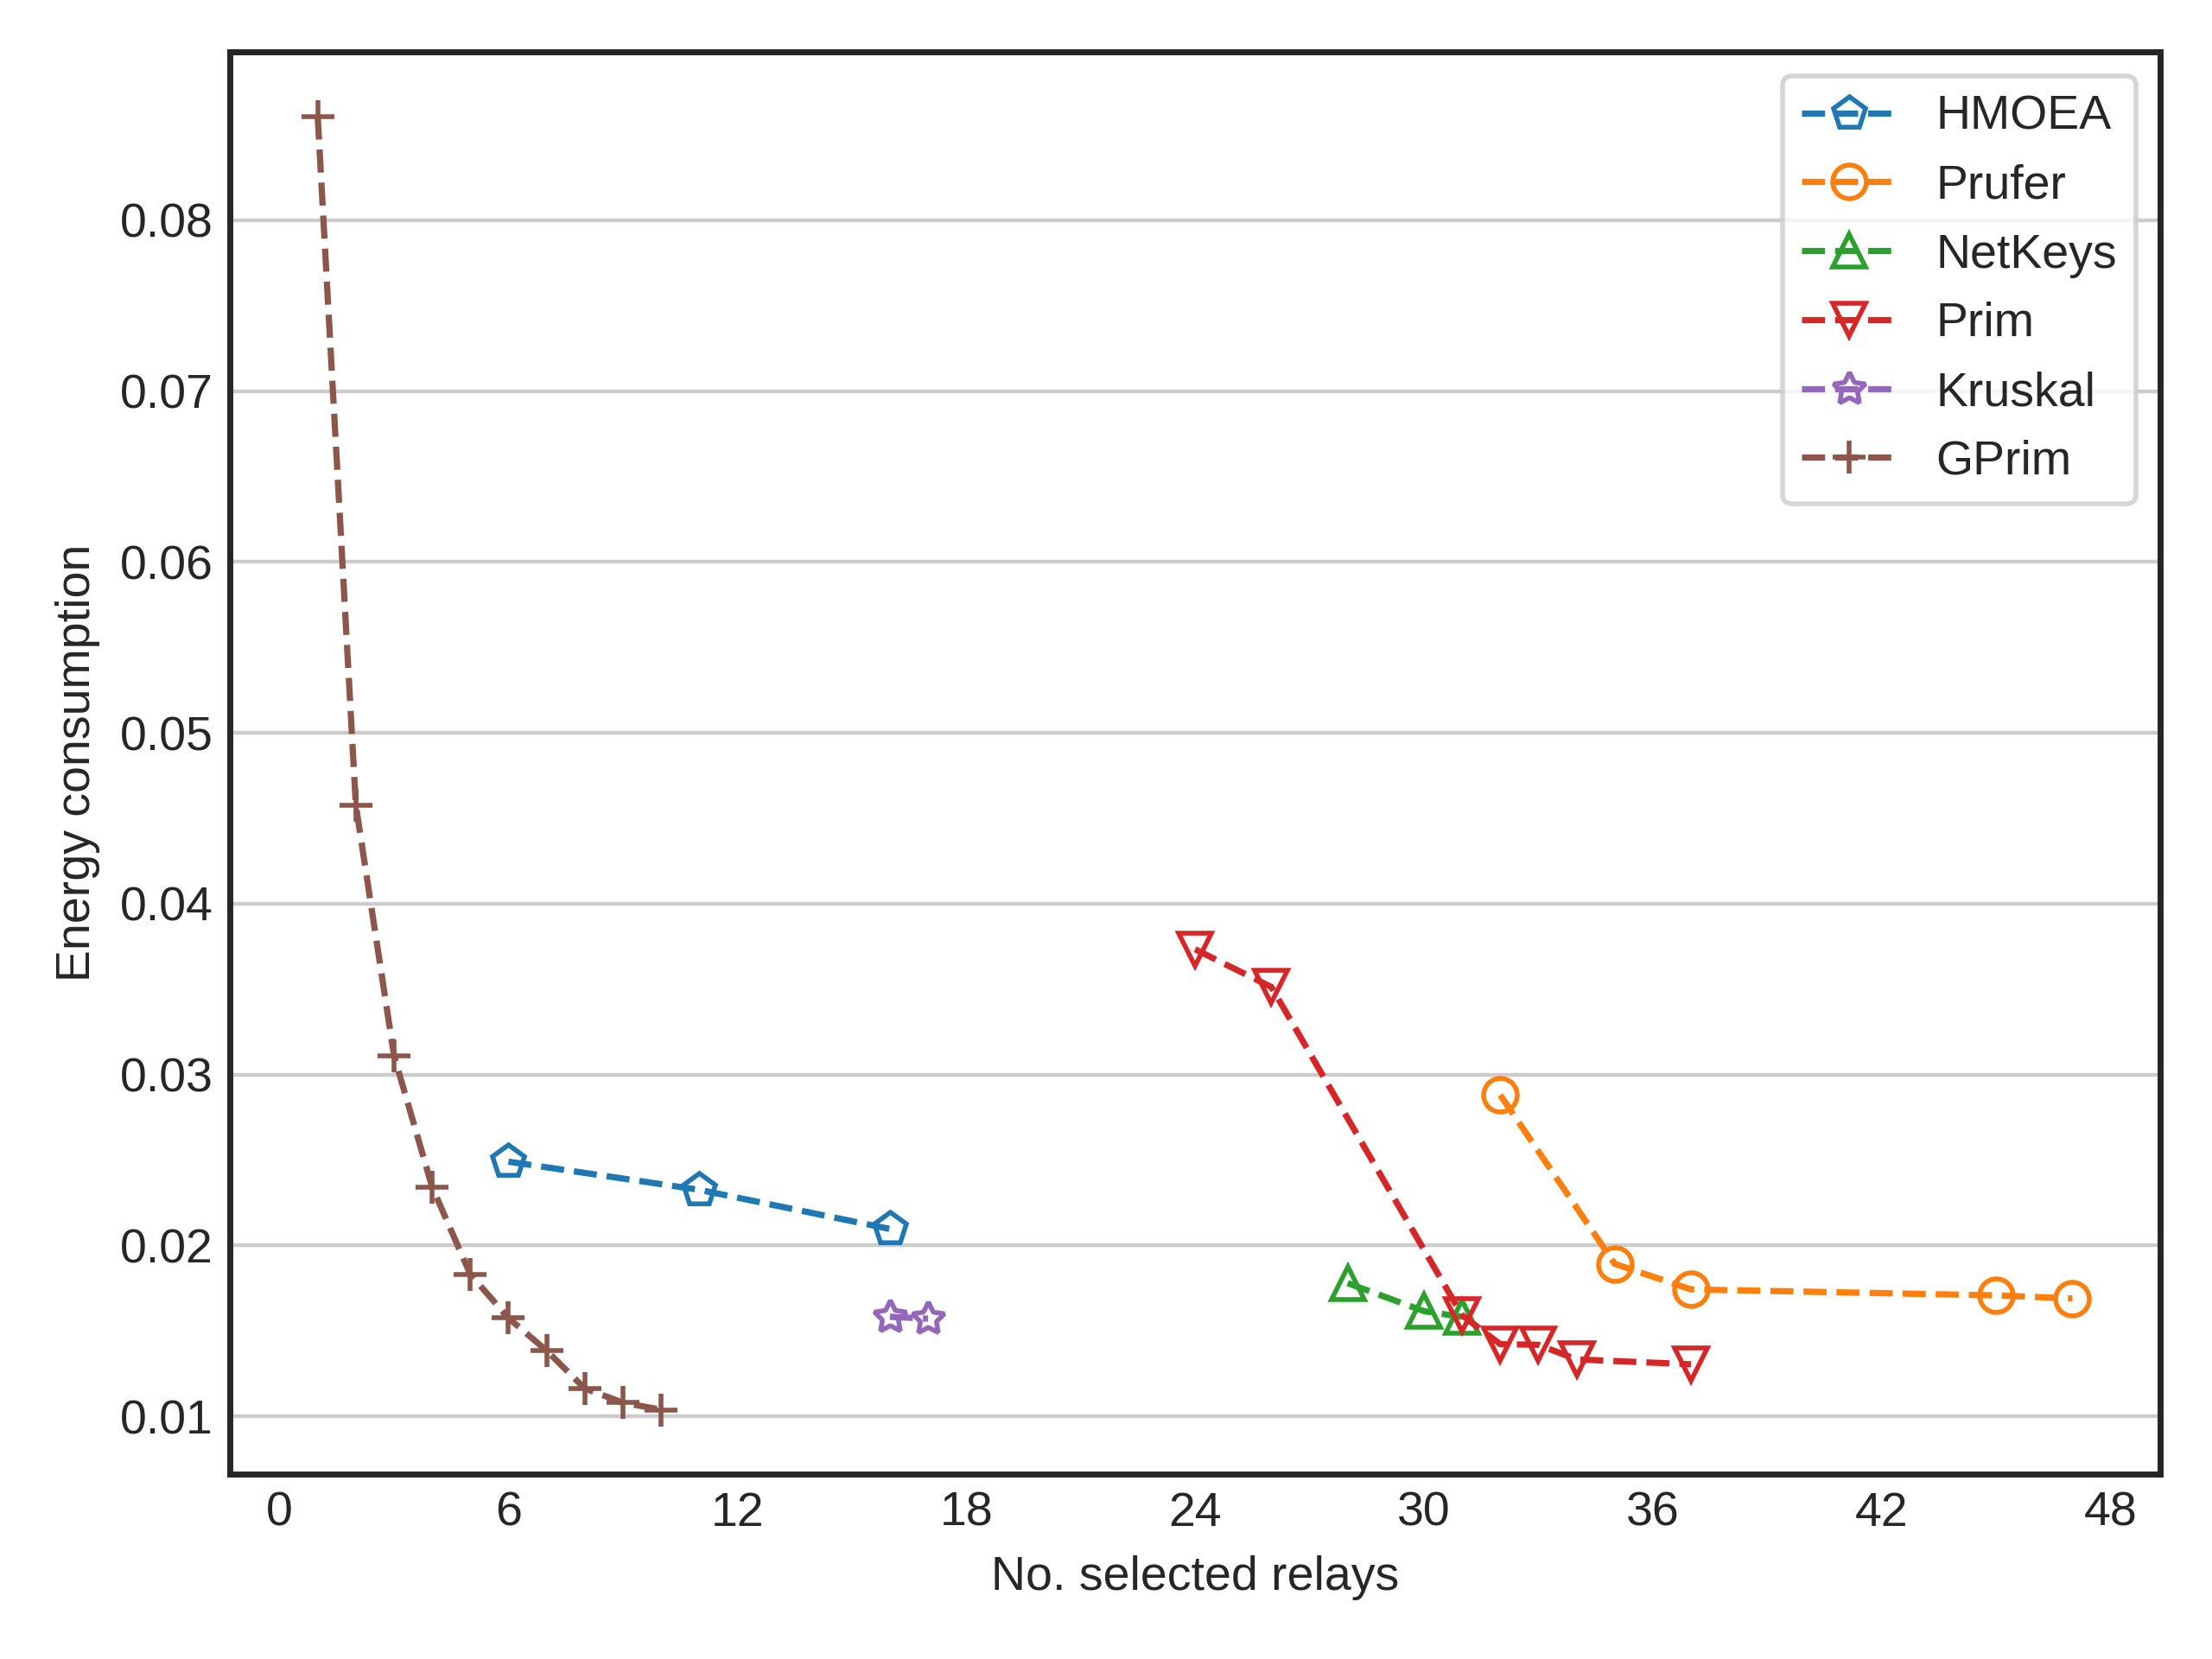 HMOEA
Prufer
NetKeys
Prim
Kruskal
GPrim
Energy consumption
0.08
0.07
0.06
0.05
0.04
0.03
0.02
0.01
0 6 12 18 24 30 36 42 48
No. selected relays